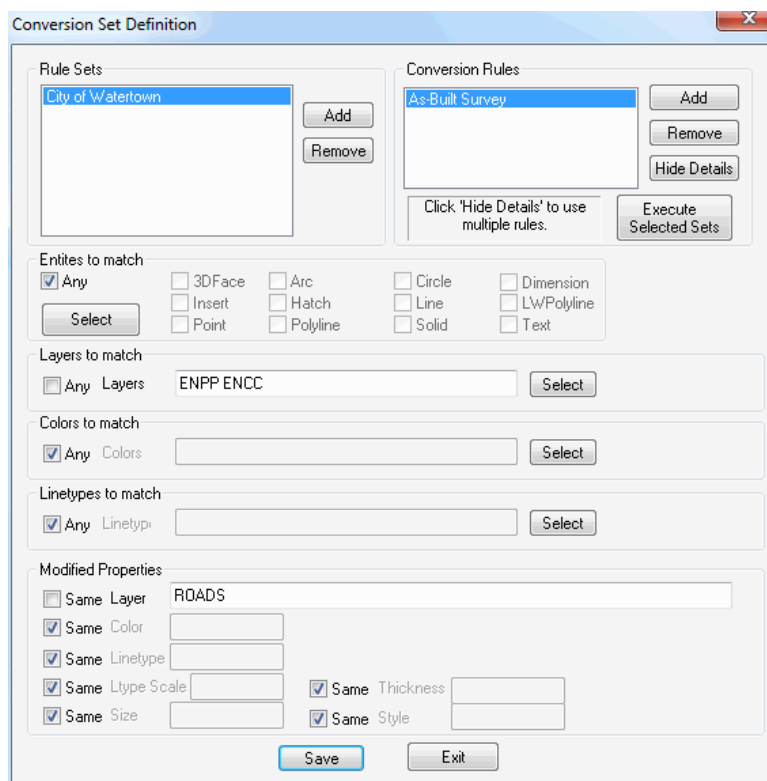 Conversion Set Definition
Rule Sets
City of Watertown
Add
Remove
Conversion Rules
As-Built Survey
Add
Remove
Hide Details
Click 'Hide Details' to use
multiple rules.
Execute
Selected Sets
Entites to match
Any
3DFace Arc Circle Dimension
Insert Hatch Line LWPolyline
Point Polyline Solid Text
Select
Layers to match
Any Layers ENPP ENCC Select
Colors to match
Any Colors Select
Linetypes to match
Any Linetype Select
Modified Properties
Same Layer ROADS
Same Color
Same Linetype
Same Ltype Scale Same Thickness
Same Size Same Style
Save Exit